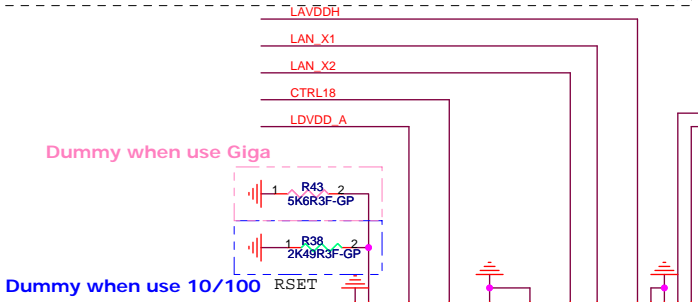 LAVDDH
LAN_X1
LAN_X2
CTRL18
LDVDD_A
Dummy when use Giga
1 R43 2
5K6R3F-GP
1 R38 2
2K49R3F-GP
Dummy when use 10/100 RSET